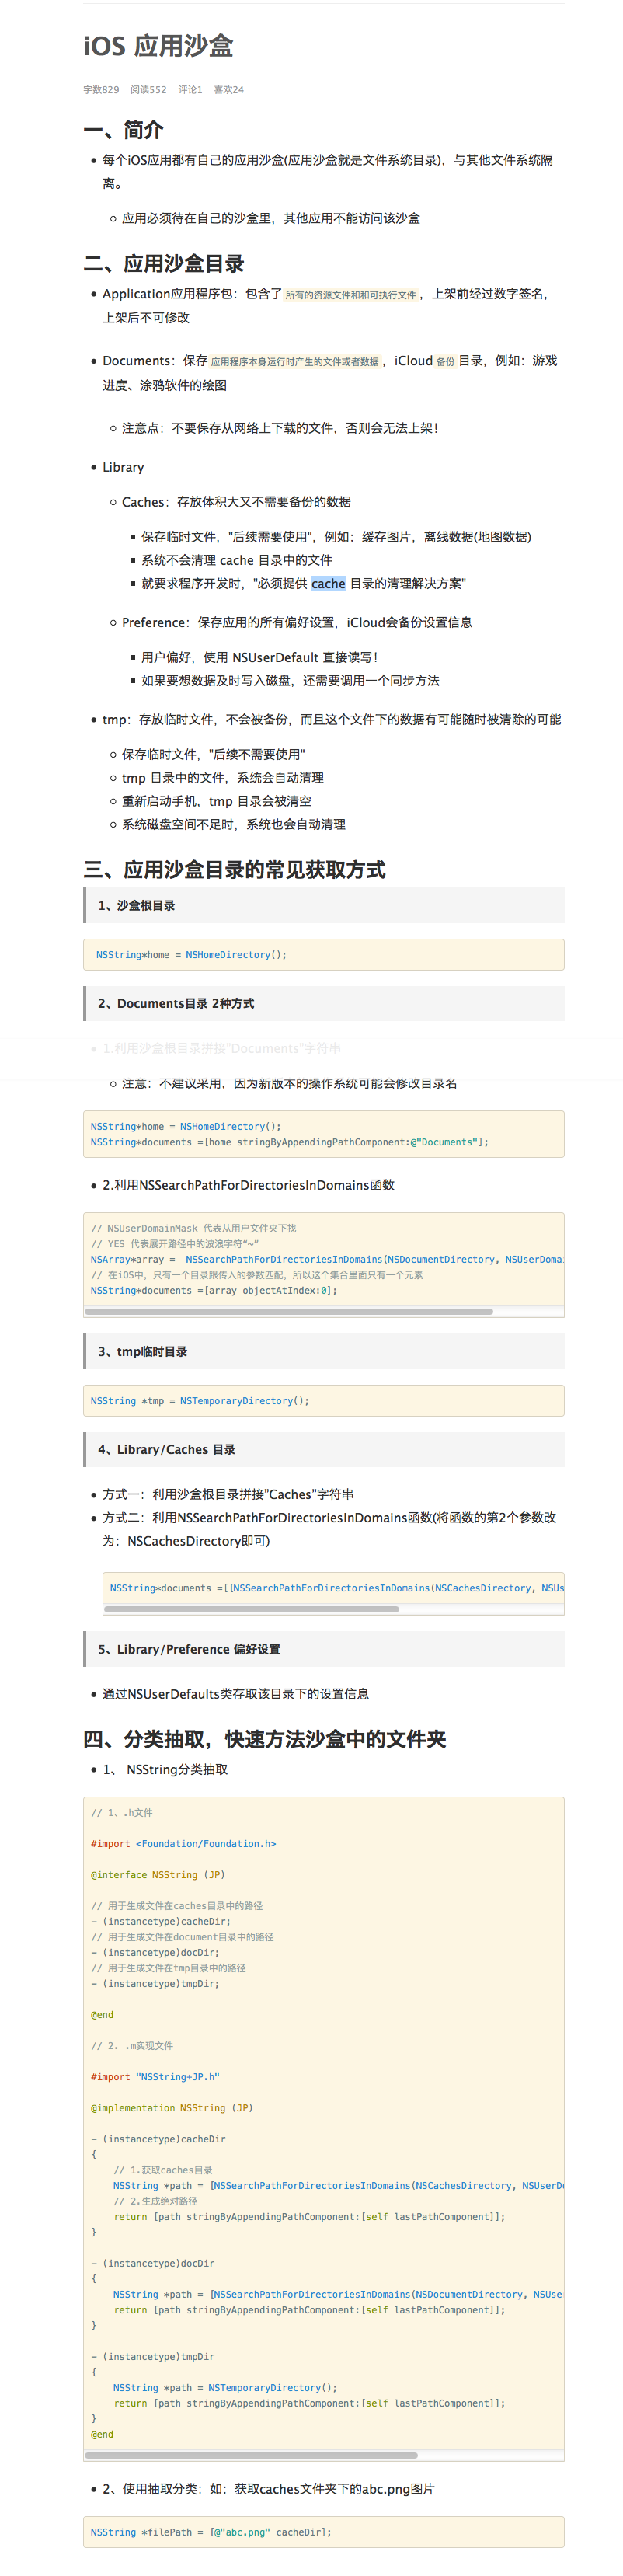 iOS 应用沙盒
字数829 阅读552 评论1 喜欢24
一、简介
每个iOS应用都有自己的应用沙盒(应用沙盒就是文件系统目录)，与其他文件系统隔
离。
应用必须待在自己的沙盒里，其他应用不能访问该沙盒
二、应用沙盒目录
Application应用程序包：包含了 所有的资源文件和和可执行文件 ，上架前经过数字签名，
上架后不可修改
Documents：保存 应用程序本身运行时产生的文件或者数据 ，iCloud 备份 目录，例如：游戏
进度、涂鸦软件的绘图
注意点：不要保存从网络上下载的文件，否则会无法上架！
Library
Caches：存放体积大又不需要备份的数据
保存临时文件，"后续需要使用"，例如：缓存图片，离线数据(地图数据)
系统不会清理 cache 目录中的文件
就要求程序开发时，"必须提供 cache 目录的清理解决方案"
Preference：保存应用的所有偏好设置，iCloud会备份设置信息
用户偏好，使用 NSUserDefault 直接读写！
如果要想数据及时写入磁盘，还需要调用一个同步方法
tmp：存放临时文件，不会被备份，而且这个文件下的数据有可能随时被清除的可能
保存临时文件，"后续不需要使用"
tmp 目录中的文件，系统会自动清理
重新启动手机，tmp 目录会被清空
系统磁盘空间不足时，系统也会自动清理
三、应用沙盒目录的常见获取方式
1、沙盒根目录
NSString*home = NSHomeDirectory();
2、Documents目录 2种方式
1.利用沙盒根目录拼接"Documents"字符串
注意：不建议采用，因为新版本的操作系统可能会修改目录名
NSString*home = NSHomeDirectory();
NSString*documents =[home stringByAppendingPathComponent:@"Documents"];
2.利用NSSearchPathForDirectoriesInDomains函数
// NSUserDomainMask 代表从用户文件夹下找
// YES 代表展开路径中的波浪字符“~”
NSArray*array =  NSSearchPathForDirectoriesInDomains(NSDocumentDirectory, NSUserDomai
// 在iOS中，只有一个目录跟传入的参数匹配，所以这个集合里面只有一个元素
NSString*documents =[array objectAtIndex:0];
3、tmp临时目录
NSString *tmp = NSTemporaryDirectory();
4、Library/Caches 目录
方式一：利用沙盒根目录拼接"Caches"字符串
方式二：利用NSSearchPathForDirectoriesInDomains函数(将函数的第2个参数改
为：NSCachesDirectory即可)
NSString*documents =[[NSSearchPathForDirectoriesInDomains(NSCachesDirectory, NSUs
5、Library/Preference 偏好设置
通过NSUserDefaults类存取该目录下的设置信息
四、分类抽取，快速方法沙盒中的文件夹
1、 NSString分类抽取
// 1、.h文件
#import <Foundation/Foundation.h>
@interface NSString (JP)
// 用于生成文件在caches目录中的路径
- (instancetype)cacheDir;
// 用于生成文件在document目录中的路径
- (instancetype)docDir;
// 用于生成文件在tmp目录中的路径
- (instancetype)tmpDir;
@end
// 2. .m实现文件
#import "NSString+JP.h"
@implementation NSString (JP)
- (instancetype)cacheDir
{
// 1.获取caches目录
NSString *path = [NSSearchPathForDirectoriesInDomains(NSCachesDirectory, NSUserDo
// 2.生成绝对路径
return [path stringByAppendingPathComponent:[self lastPathComponent]];
}
- (instancetype)docDir
{
NSString *path = [NSSearchPathForDirectoriesInDomains(NSDocumentDirectory, NSUse
return [path stringByAppendingPathComponent:[self lastPathComponent]];
}
- (instancetype)tmpDir
{
NSString *path = NSTemporaryDirectory();
return [path stringByAppendingPathComponent:[self lastPathComponent]];
}
@end
2、使用抽取分类：如：获取caches文件夹下的abc.png图片
NSString *filePath = [@"abc.png" cacheDir];